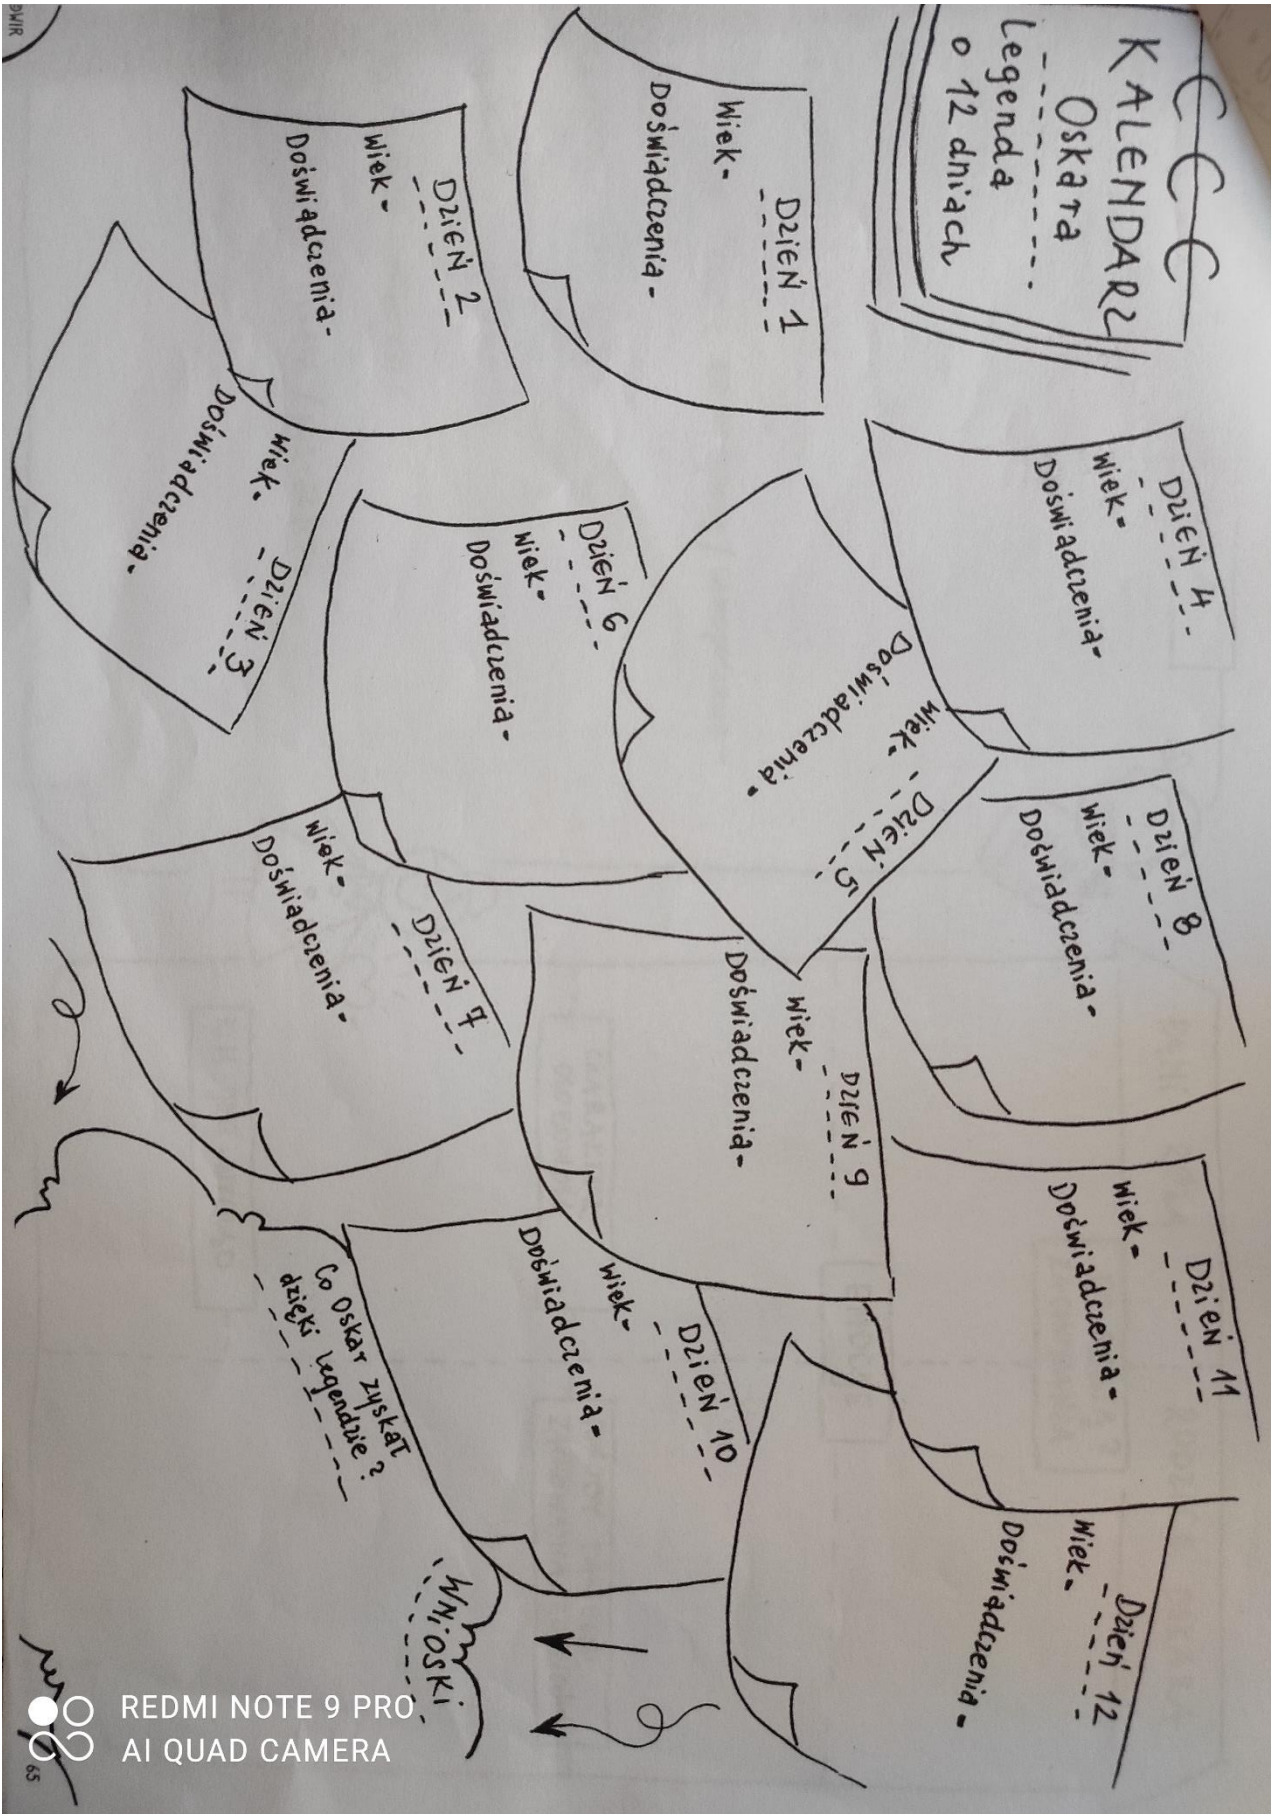 KALENDARZ
Oskara
Legenda
o 12 dniach
DZIEŃ 1
Wiek-
Doświadczenia-
DZIEŃ 2
Wiek-
Doświadczenia-
DZIEŃ 3
Wiek-
Doświadczenia-
DZIEŃ 4
Wiek-
Doświadczenia-
DZIEŃ 5
Wiek-
Doświadczenia-
DZIEŃ 6
Wiek-
Doświadczenia-
DZIEŃ 7
Wiek-
Doświadczenia-
DZIEŃ 8
Wiek-
Doświadczenia-
DZIEŃ 9
Wiek-
Doświadczenia-
DZIEŃ 10
Wiek-
Doświadczenia-
DZIEŃ 11
Wiek-
Doświadczenia-
Dzień 12
Wiek-
Doświadczenia-
Co Oskar zyskał
dzięki legendzie?
WNIOSKI
REDMI NOTE 9 PRO
AI QUAD CAMERA
65